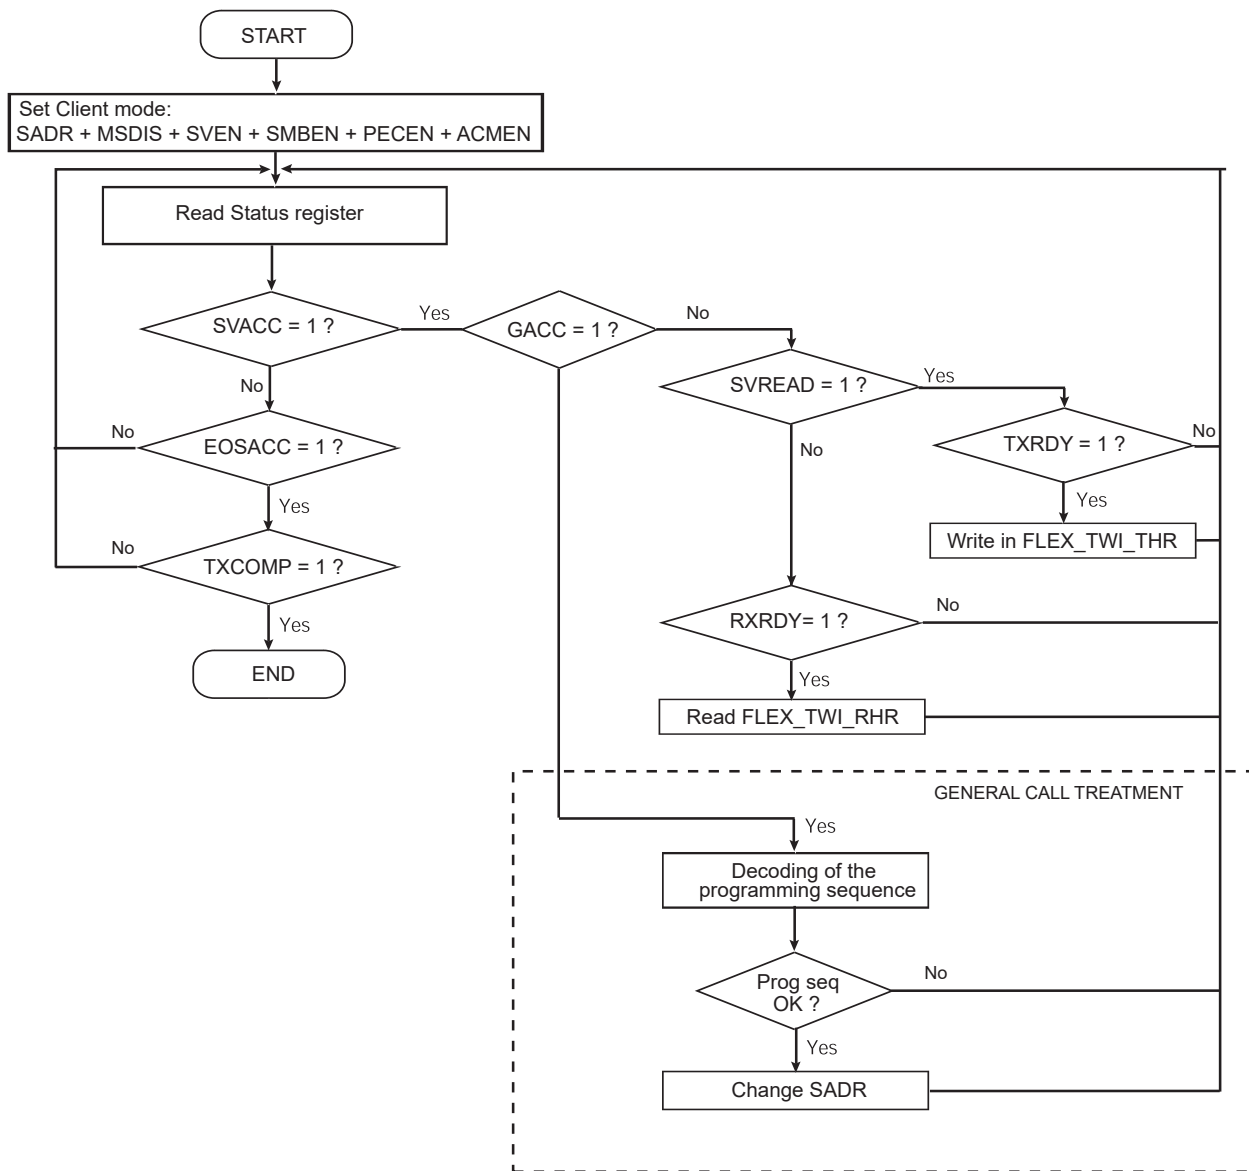 START
Set Client mode:
SADR + MSDIS + SVEN + SMBEN + PECEN + ACMEN
Read Status register
SVACC = 1 ?
Yes
GACC = 1 ?
No
SVREAD = 1 ?
Yes
No
EOSACC = 1 ?
No
TXRDY = 1 ?
No
No
Yes
Yes
Write in FLEX_TWI_THR
TXCOMP = 1 ?
No
Yes
RXRDY= 1 ?
No
END
Yes
Read FLEX_TWI_RHR
GENERAL CALL TREATMENT
Yes
Decoding of the
programming sequence
Prog seq
OK ?
No
Yes
Change SADR